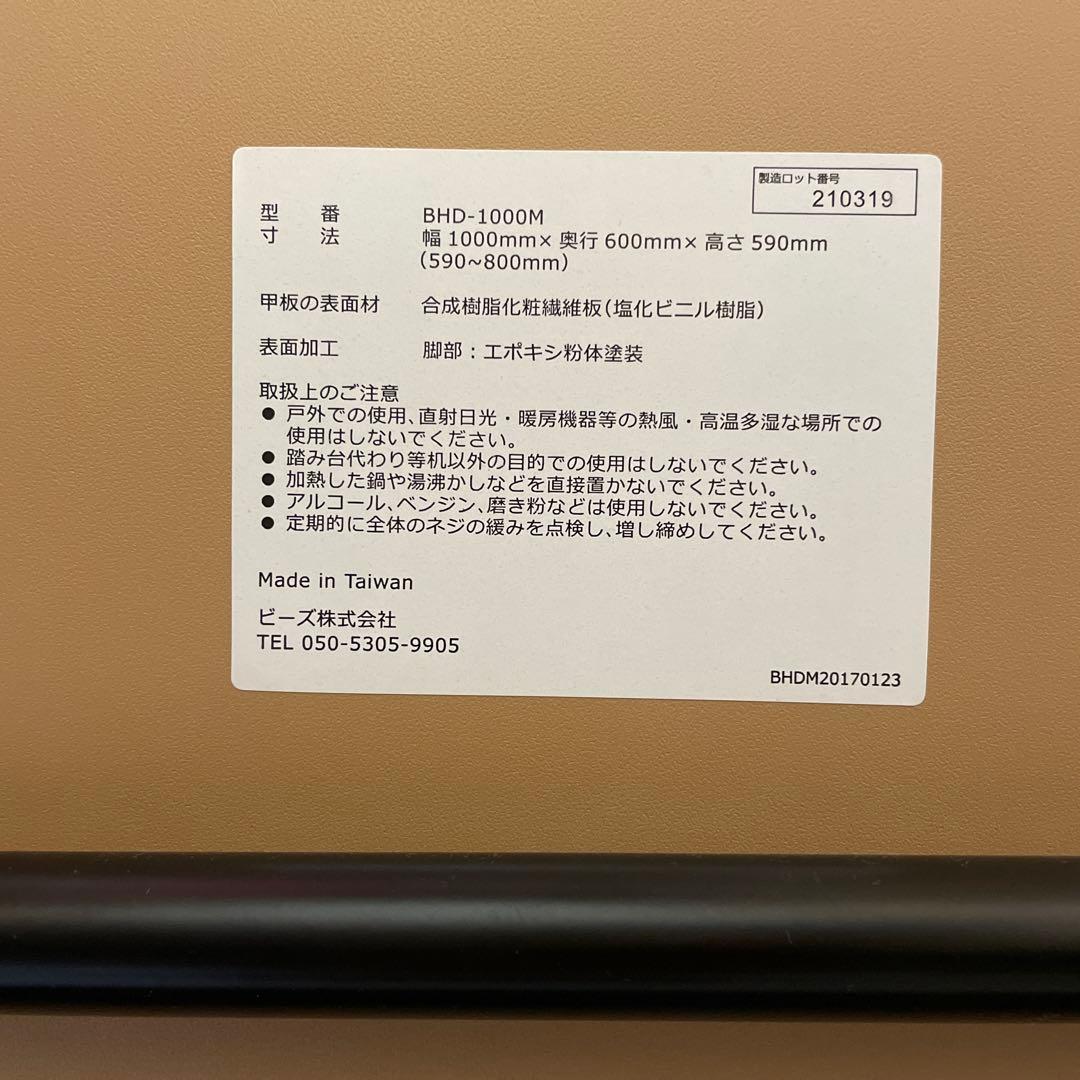 製造ロット番号
210319
型　番　BHD-1000M
寸　法　幅 1000mm× 奥行 600mm× 高さ 590mm
（590~800mm）
甲板の表面材　合成樹脂化粧繊維板（塩化ビニル樹脂）
表面加工　脚部：エポキシ粉体塗装
取扱上のご注意
● 戸外での使用、直射日光・暖房機器等の熱風・高温多湿な場所での
使用はしないでください。
● 踏み台代わり等机以外の目的での使用はしないでください。
● 加熱した鍋や湯沸かしなどを直接置かないでください。
● アルコール、ベンジン、磨き粉などは使用しないでください。
● 定期的に全体のネジの緩みを点検し、増し締めしてください。
Made in Taiwan
ビーズ株式会社
TEL 050-5305-9905
BHDM20170123